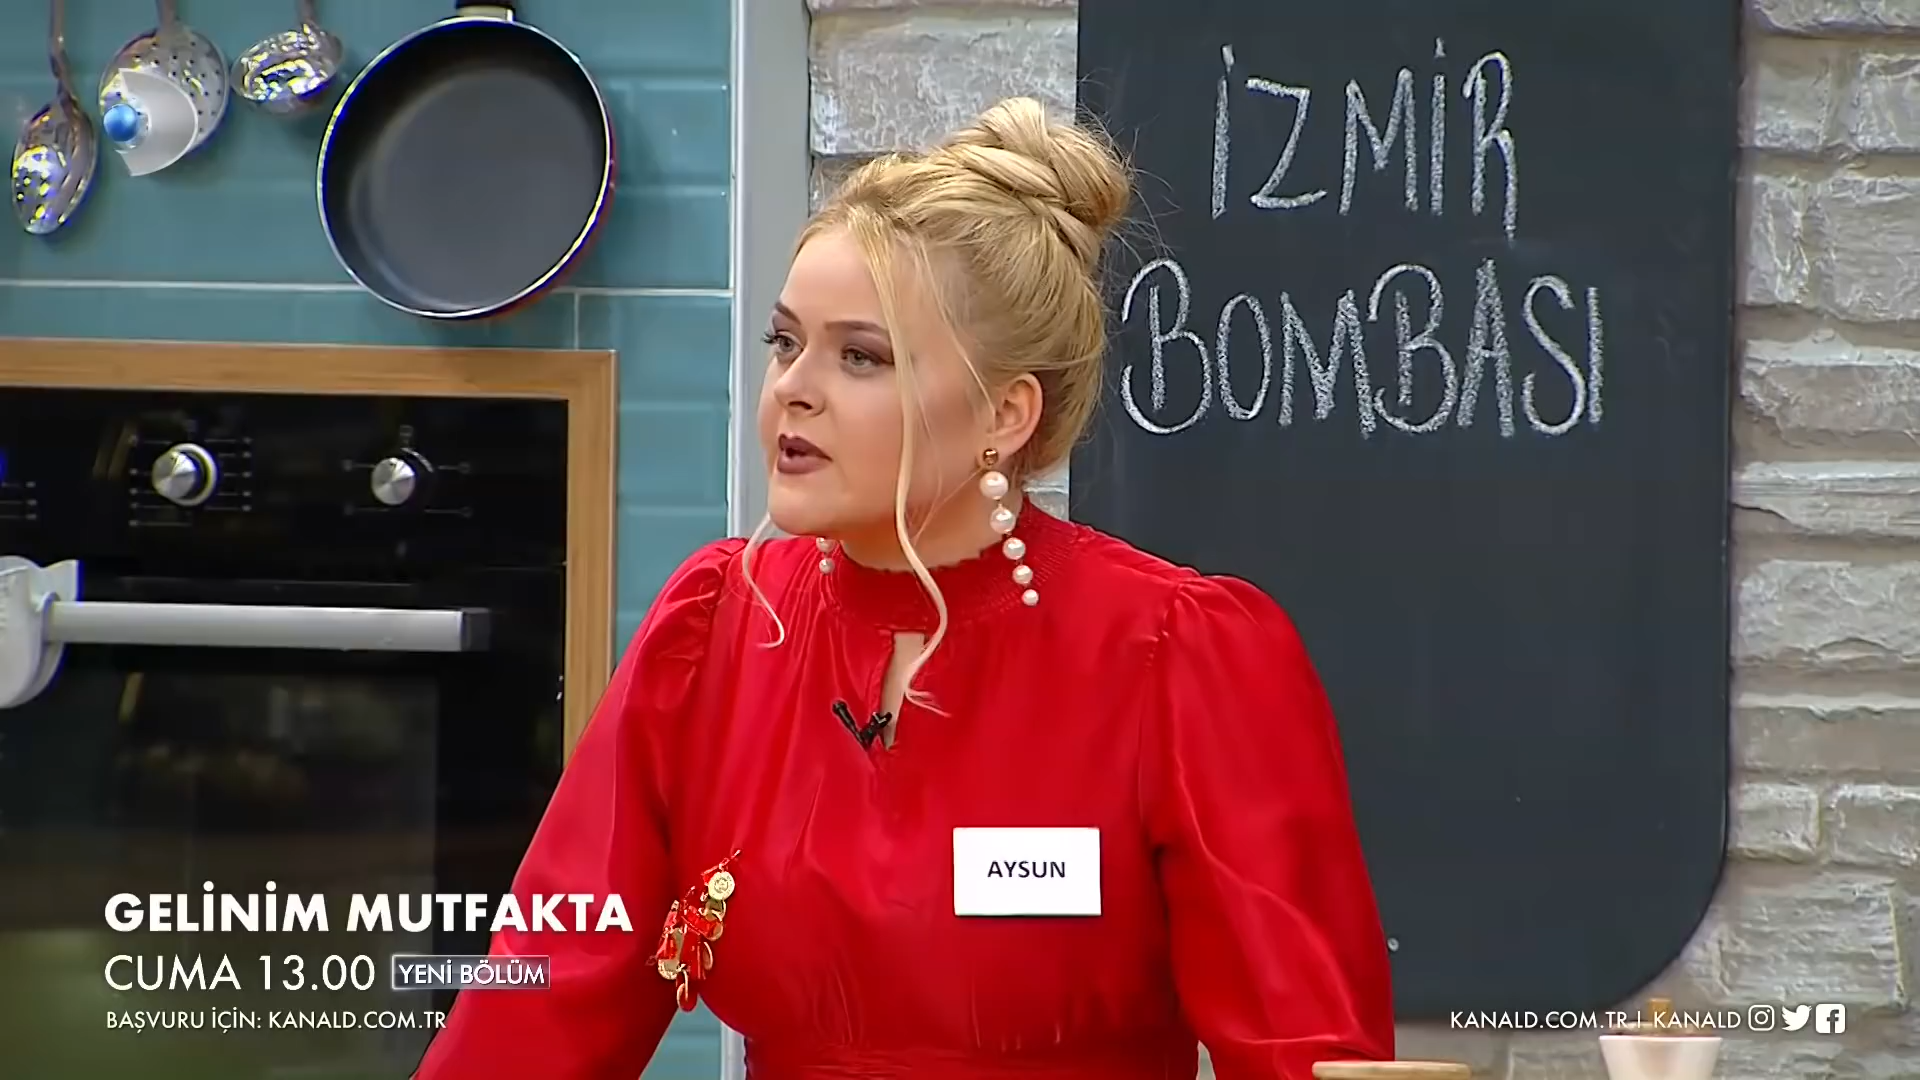 İZMİR
BOMBASI
AYSUN
GELİNİM MUTFAKTA
CUMA 13.00 YENİ BÖLÜM
BAŞVURU İÇİN: KANALD.COM.TR
KANALD.COM.TR | KANALD